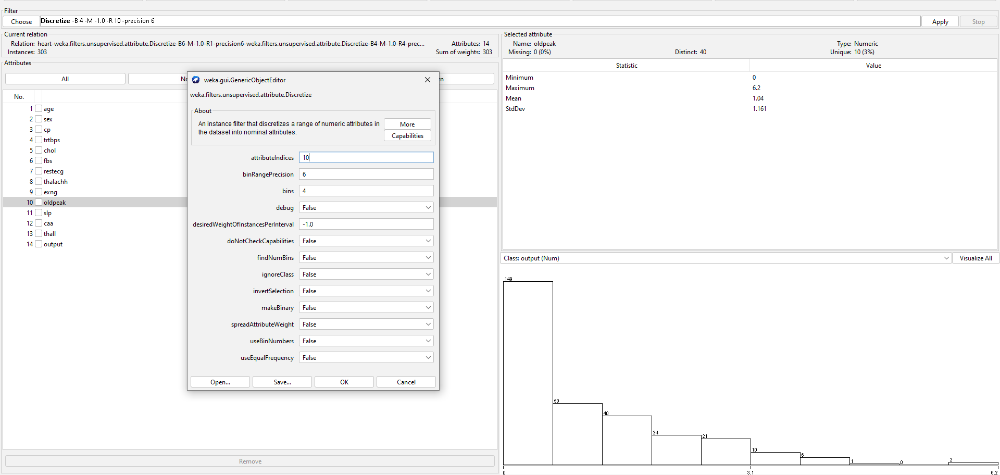 Filter
Choose Discretize -B 4 -M -1.0 -R 10 -precision 6 Apply Stop
Current relation
Relation: heart-weka.filters.unsupervised.attribute.Discretize-B6-M-1.0-R1-precision6-weka.filters.unsupervised.attribute.Discretize-B4-M-1.0-R4-prec... Attributes: 14
Instances: 303 Sum of weights: 303
Attributes
All
No.
1 age
2 sex
3 cp
4 trtbps
5 chol
6 fbs
7 restecg
8 thalachh
9 exng
10 oldpeak
11 slp
12 caa
13 thall
14 output
Remove
weka.gui.GenericObjectEditor
weka.filters.unsupervised.attribute.Discretize
About
An instance filter that discretizes a range of numeric attributes in
the dataset into nominal attributes.
More
Capabilities
attributeIndices 10
binRangePrecision 6
bins 4
debug False
desiredWeightOfInstancesPerInterval -1.0
doNotCheckCapabilities False
findNumBins False
ignoreClass False
invertSelection False
makeBinary False
spreadAttributeWeight False
useBinNumbers False
useEqualFrequency False
Open... Save... OK Cancel
Selected attribute
Name: oldpeak Type: Numeric
Missing: 0 (0%) Distinct: 40 Unique: 10 (3%)
Statistic Value
Minimum 0
Maximum 6.2
Mean 1.04
StdDev 1.161
Class: output (Num) Visualize All
149
50
40
24
21
10
6
1
0
2
0 3.1 6.2